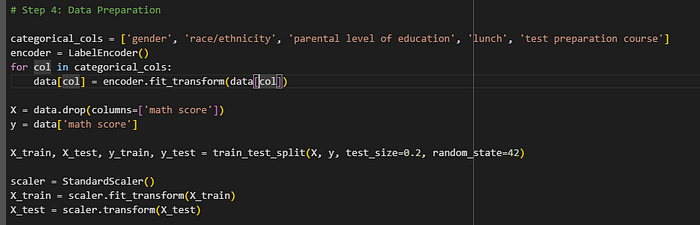 # Step 4: Data Preparation
categorical_cols = ['gender', 'race/ethnicity', 'parental level of education', 'lunch', 'test preparation course']
encoder = LabelEncoder()
for col in categorical_cols:
    data[col] = encoder.fit_transform(data[col])
X = data.drop(columns=['math score'])
y = data['math score']
X_train, X_test, y_train, y_test = train_test_split(X, y, test_size=0.2, random_state=42)
scaler = StandardScaler()
X_train = scaler.fit_transform(X_train)
X_test = scaler.transform(X_test)